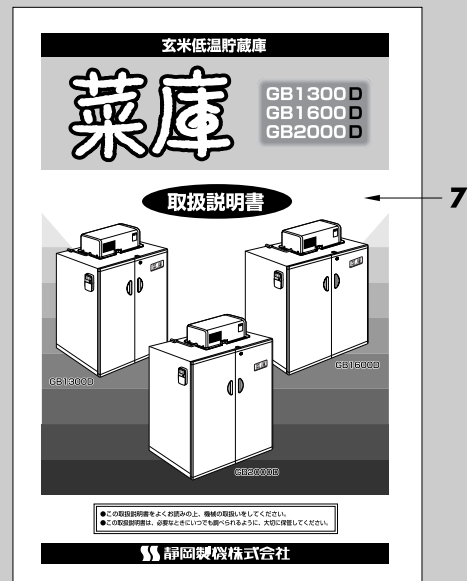 玄米低温貯蔵庫
菜庫
GB1300D
GB1600D
GB2000D
取扱説明書
7
GB1300D
GB1600D
GB2000D
●この取扱説明書をよくお読みの上、機械の取扱いをしてください。
●この取扱説明書は、必要なときにいつでも調べられるように、大切に保管してください。
静岡製機株式会社